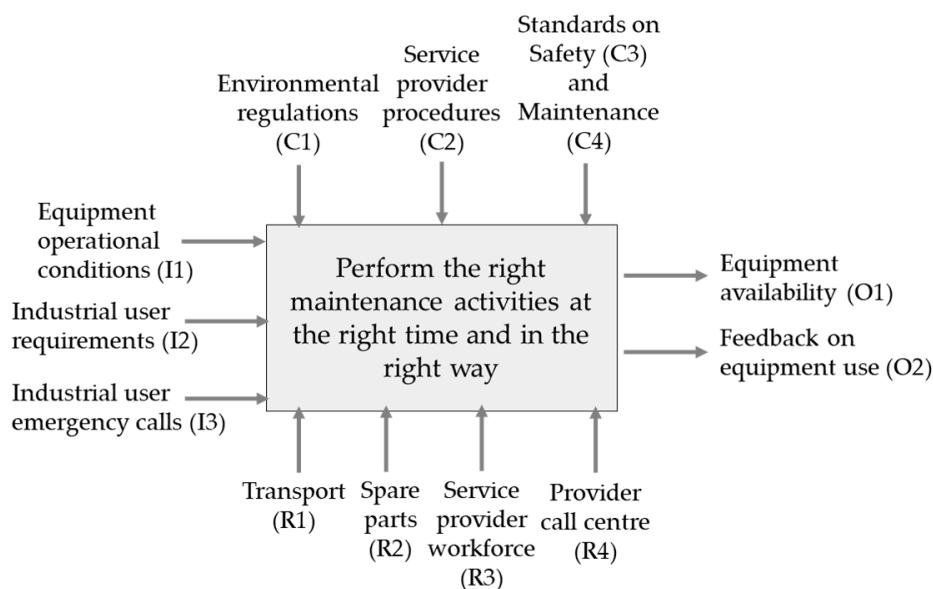 Environmental
regulations
(C1)
Service
provider
procedures
(C2)
Standards on
Safety (C3)
and
Maintenance
(C4)
Equipment
operational
conditions (I1)
Industrial user
requirements (I2)
Industrial user
emergency calls (I3)
Perform the right
maintenance activities at
the right time and in the
right way
Equipment
availability (O1)
Feedback on
equipment use (O2)
Transport
(R1)
Spare
parts
(R2)
Service
provider
workforce
(R3)
Provider
call centre
(R4)